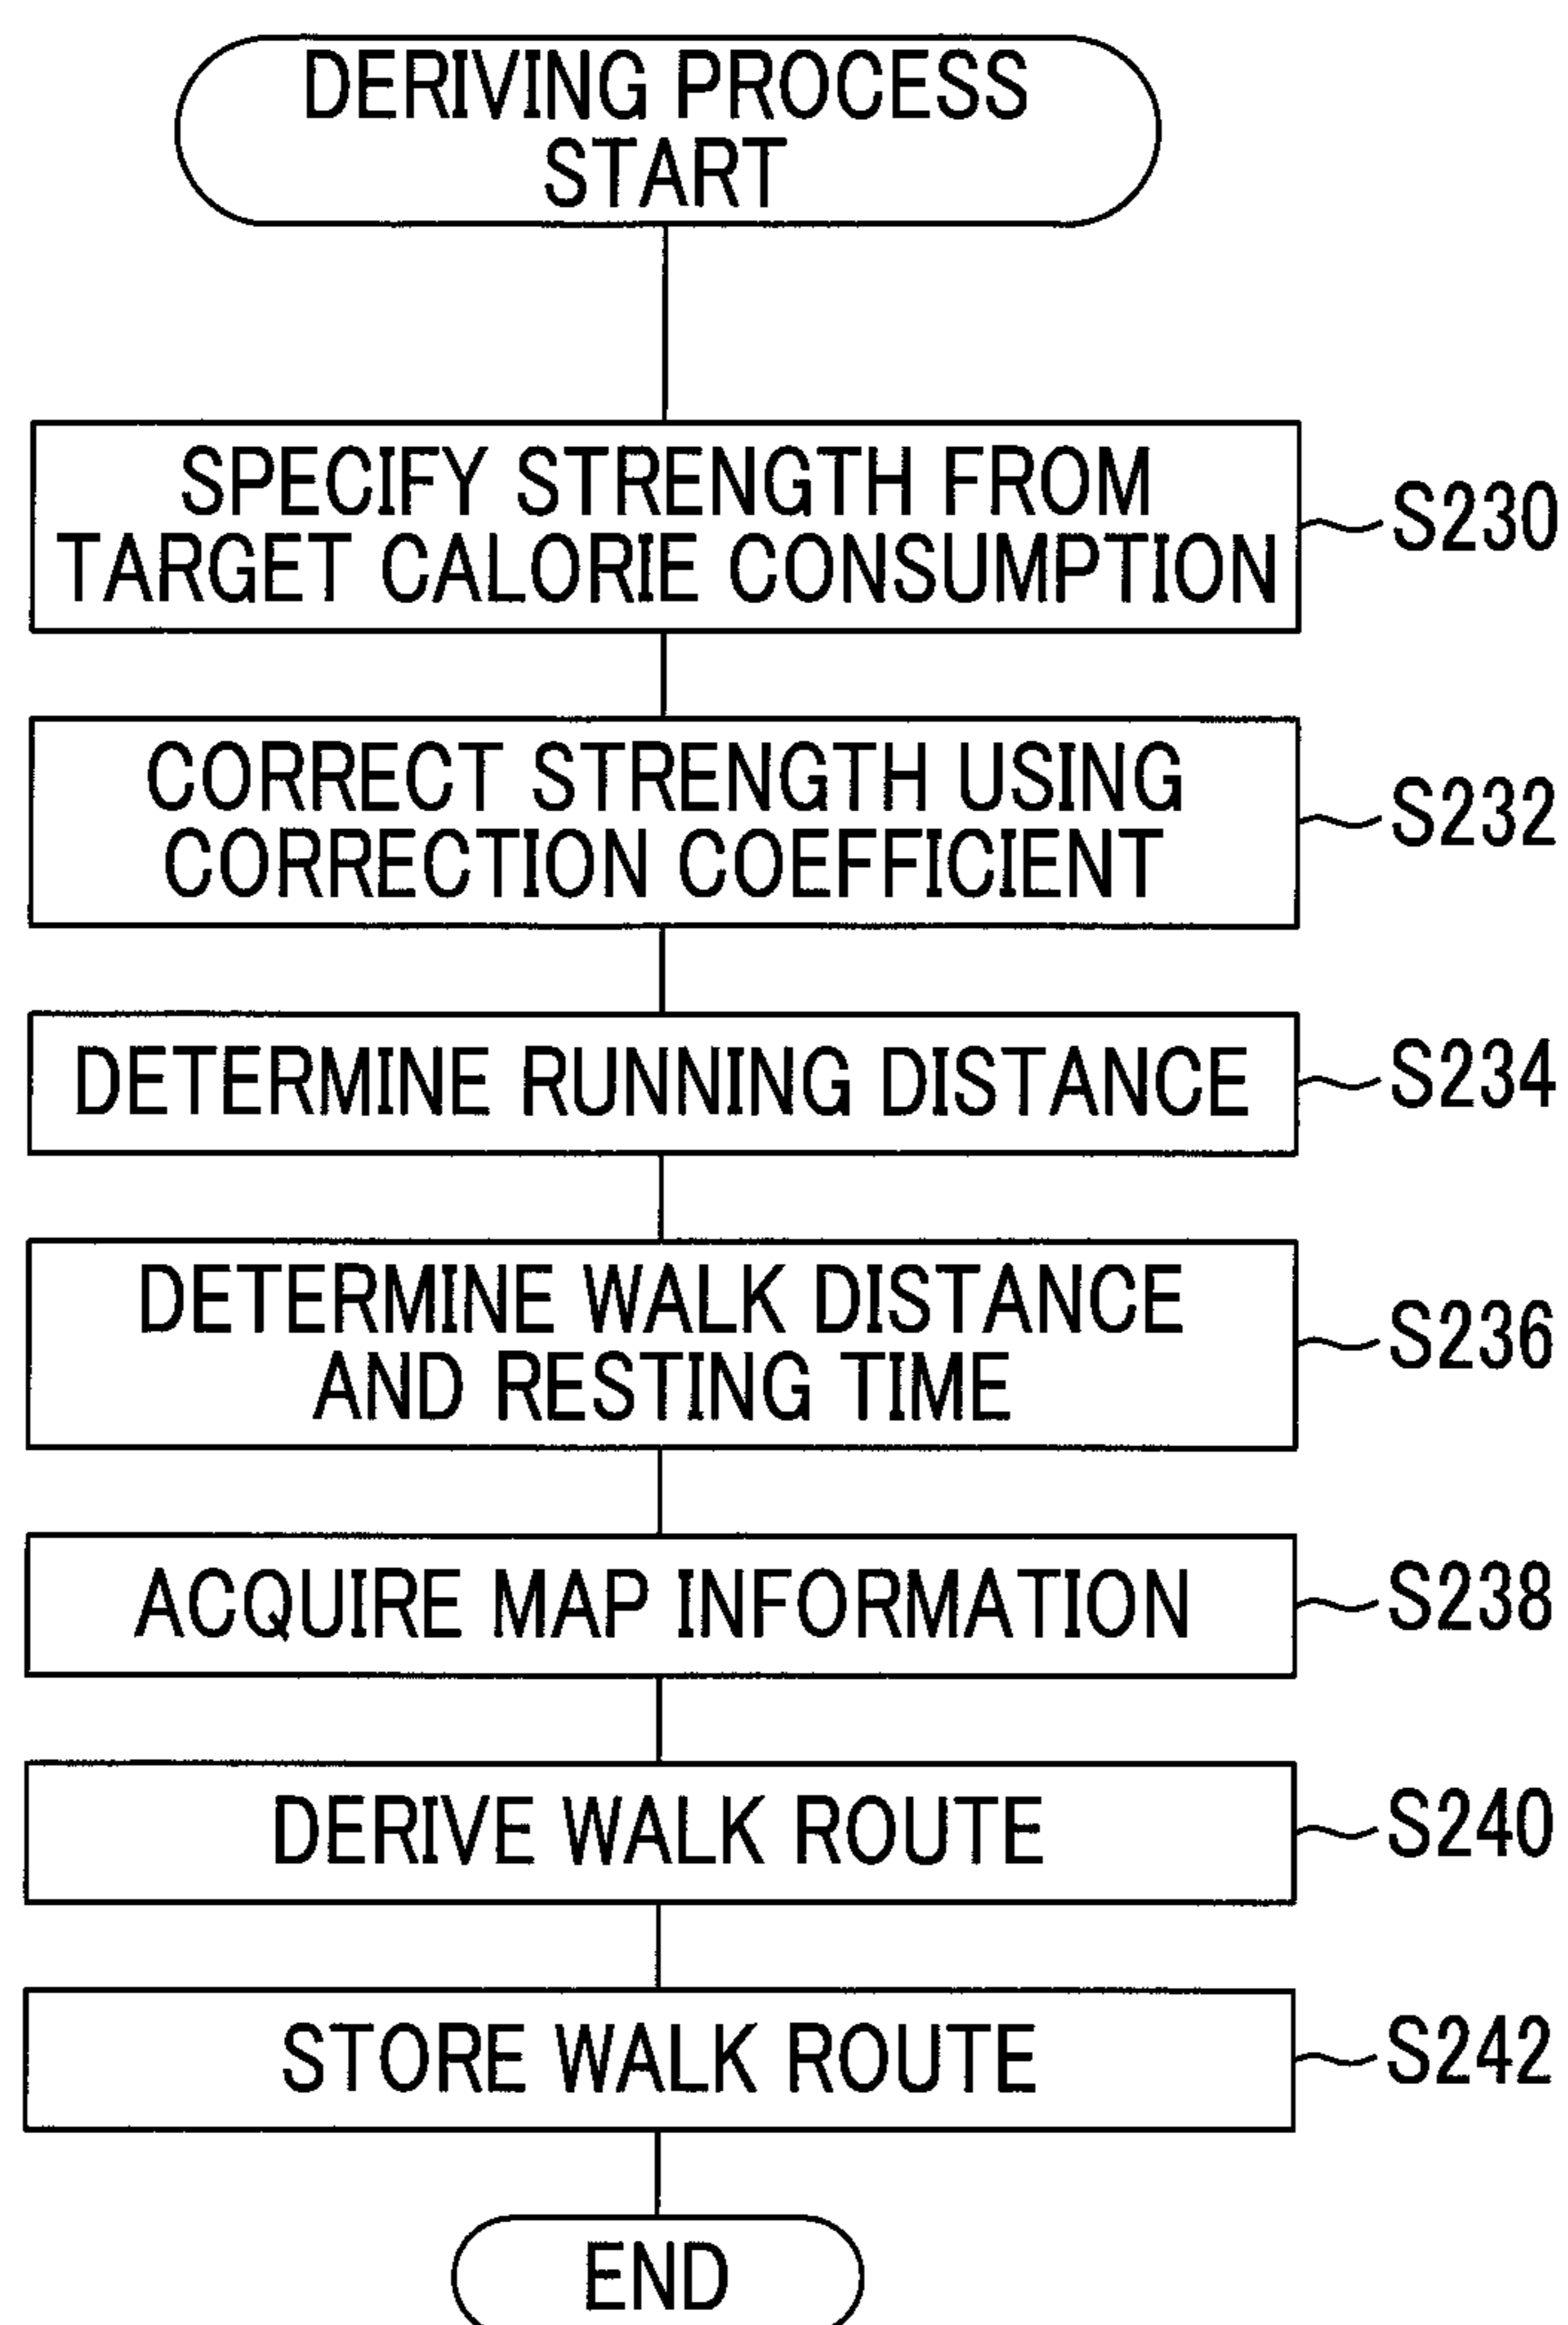 DERIVING PROCESS
START
SPECIFY STRENGTH FROM
TARGET CALORIE CONSUMPTION
S230
CORRECT STRENGTH USING
CORRECTION COEFFICIENT
S232
DETERMINE RUNNING DISTANCE
S234
DETERMINE WALK DISTANCE
AND RESTING TIME
S236
ACQUIRE MAP INFORMATION
S238
DERIVE WALK ROUTE
S240
STORE WALK ROUTE
S242
END